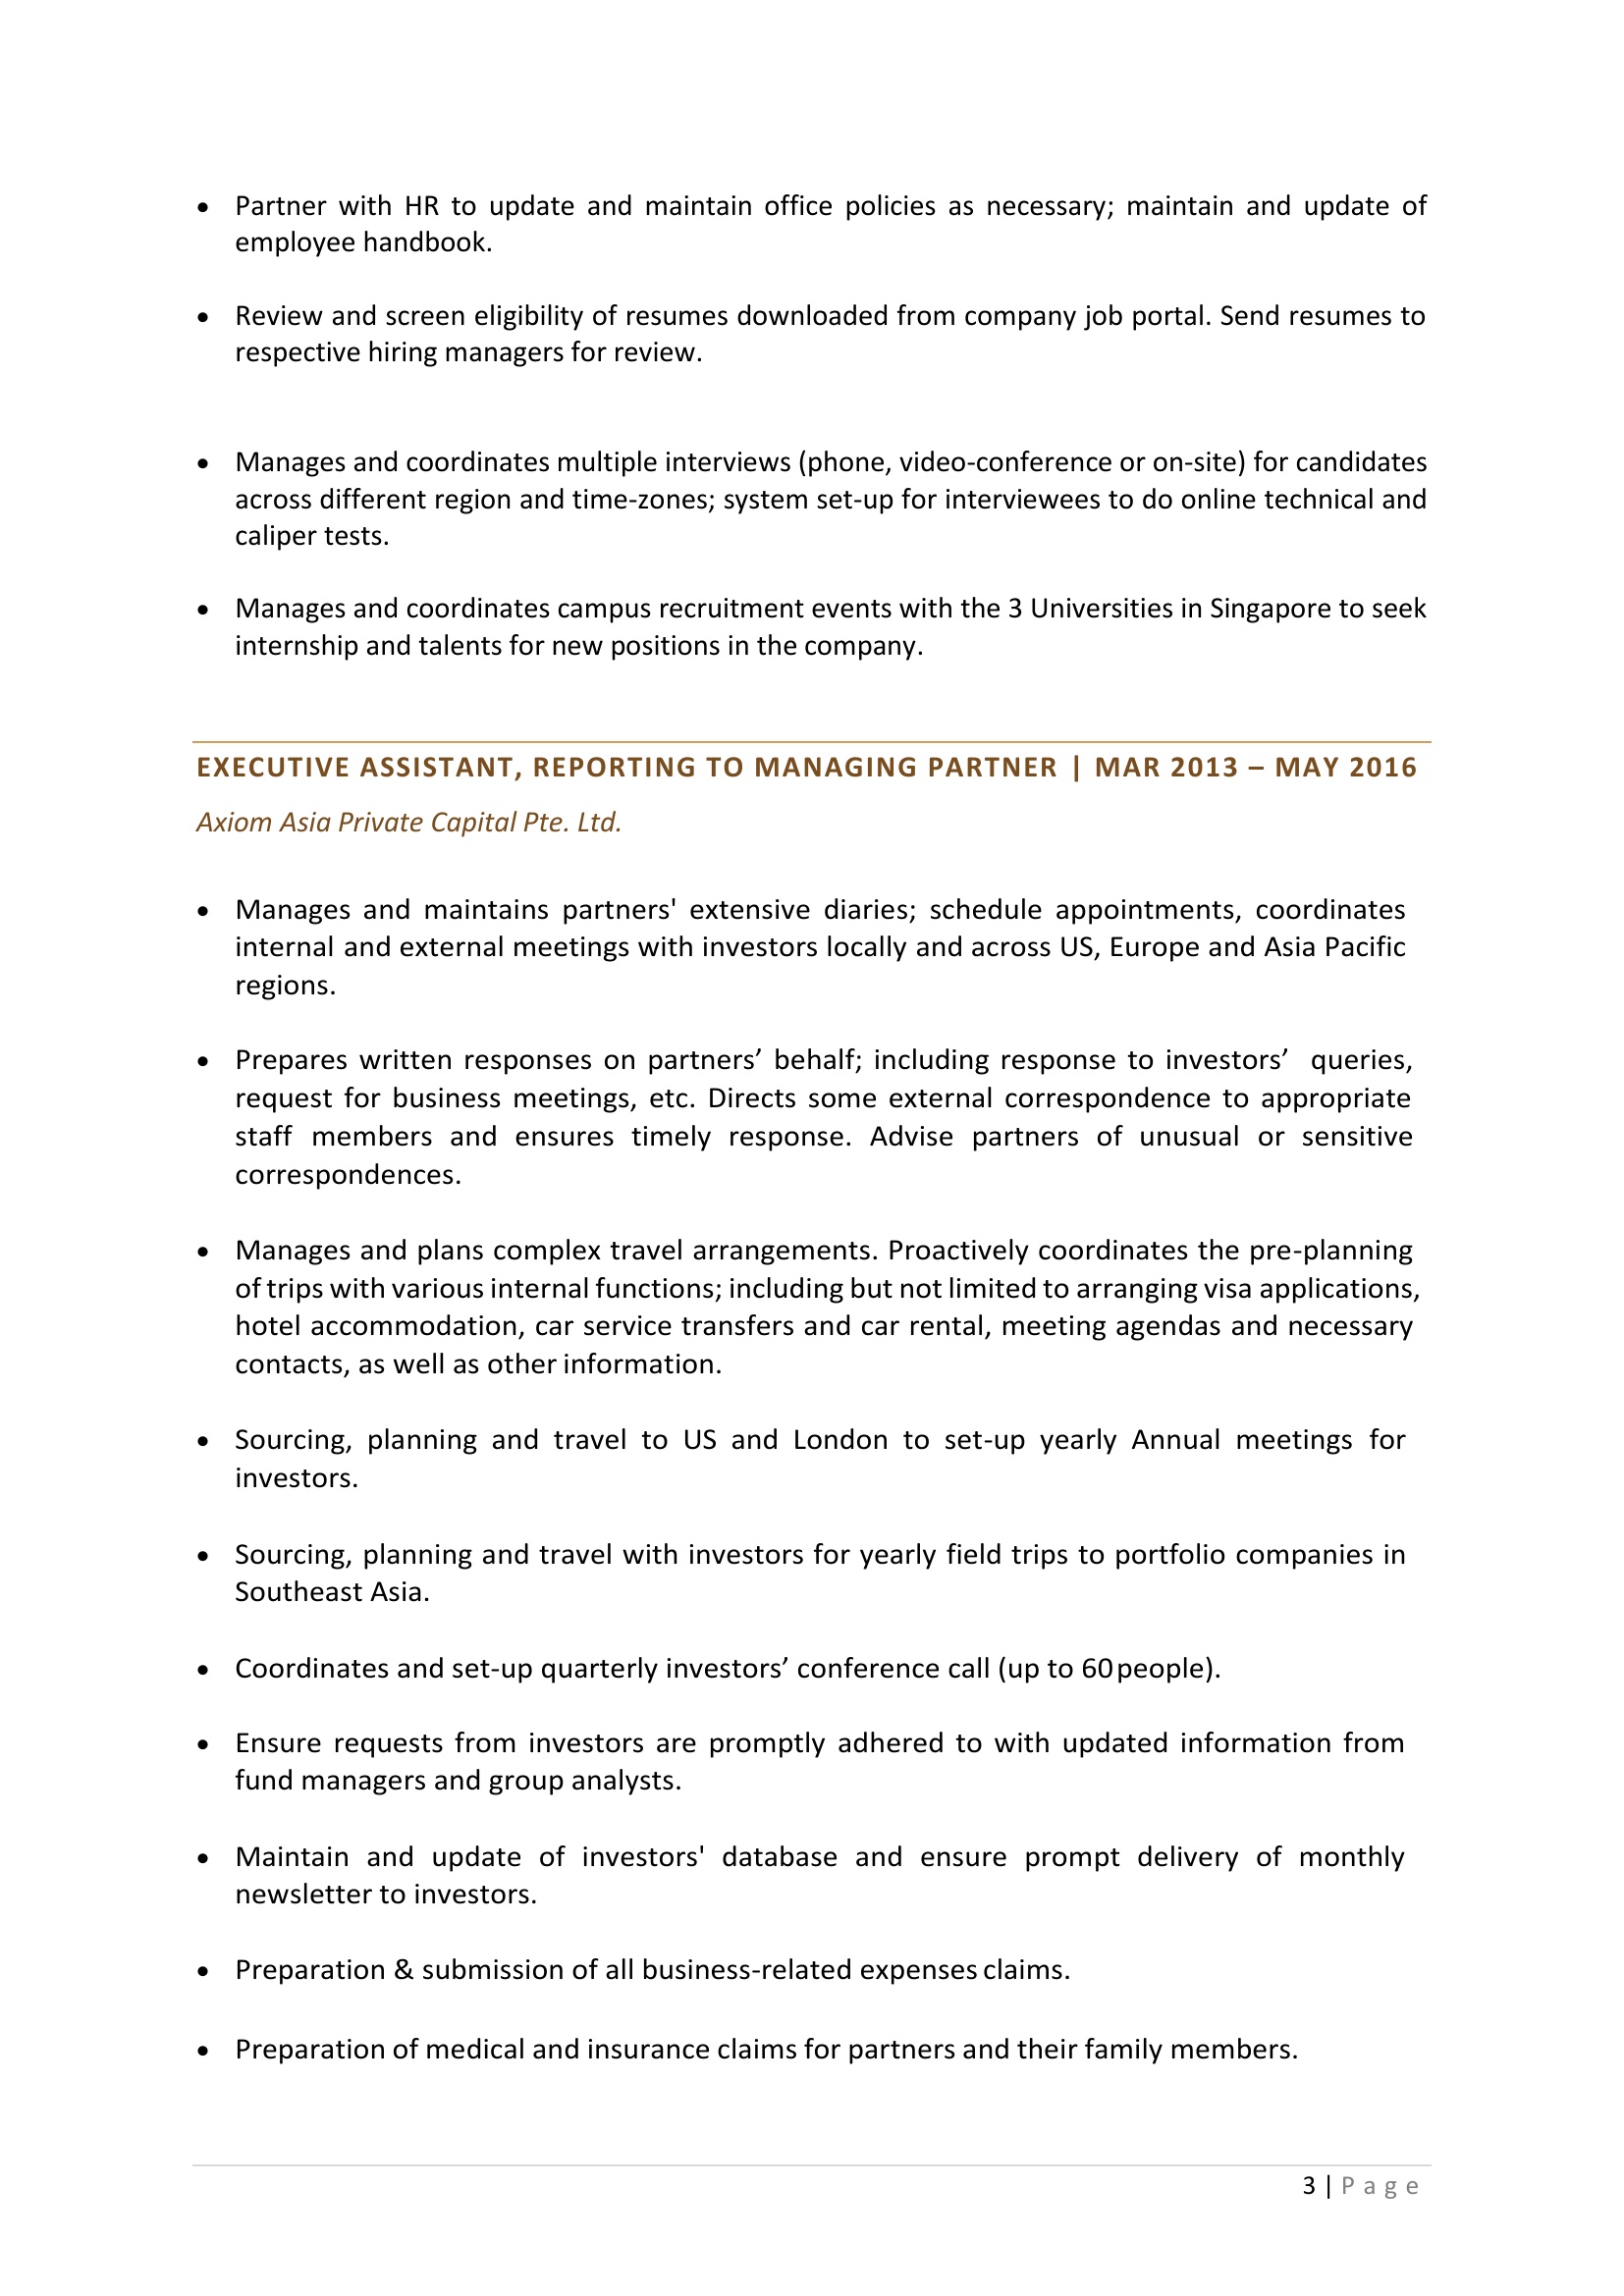 • Partner with HR to update and maintain office policies as necessary; maintain and update of
employee handbook.
• Review and screen eligibility of resumes downloaded from company job portal. Send resumes to
respective hiring managers for review.
• Manages and coordinates multiple interviews (phone, video-conference or on-site) for candidates
across different region and time-zones; system set-up for interviewees to do online technical and
caliper tests.
• Manages and coordinates campus recruitment events with the 3 Universities in Singapore to seek
internship and talents for new positions in the company.
EXECUTIVE ASSISTANT, REPORTING TO MANAGING PARTNER | MAR 2013 – MAY 2016
Axiom Asia Private Capital Pte. Ltd.
• Manages and maintains partners' extensive diaries; schedule appointments, coordinates
internal and external meetings with investors locally and across US, Europe and Asia Pacific
regions.
• Prepares written responses on partners’ behalf; including response to investors’ queries,
request for business meetings, etc. Directs some external correspondence to appropriate
staff members and ensures timely response. Advise partners of unusual or sensitive
correspondences.
• Manages and plans complex travel arrangements. Proactively coordinates the pre-planning
of trips with various internal functions; including but not limited to arranging visa applications,
hotel accommodation, car service transfers and car rental, meeting agendas and necessary
contacts, as well as other information.
• Sourcing, planning and travel to US and London to set-up yearly Annual meetings for
investors.
• Sourcing, planning and travel with investors for yearly field trips to portfolio companies in
Southeast Asia.
• Coordinates and set-up quarterly investors’ conference call (up to 60 people).
• Ensure requests from investors are promptly adhered to with updated information from
fund managers and group analysts.
• Maintain and update of investors' database and ensure prompt delivery of monthly
newsletter to investors.
• Preparation & submission of all business-related expenses claims.
• Preparation of medical and insurance claims for partners and their family members.
3 | Page